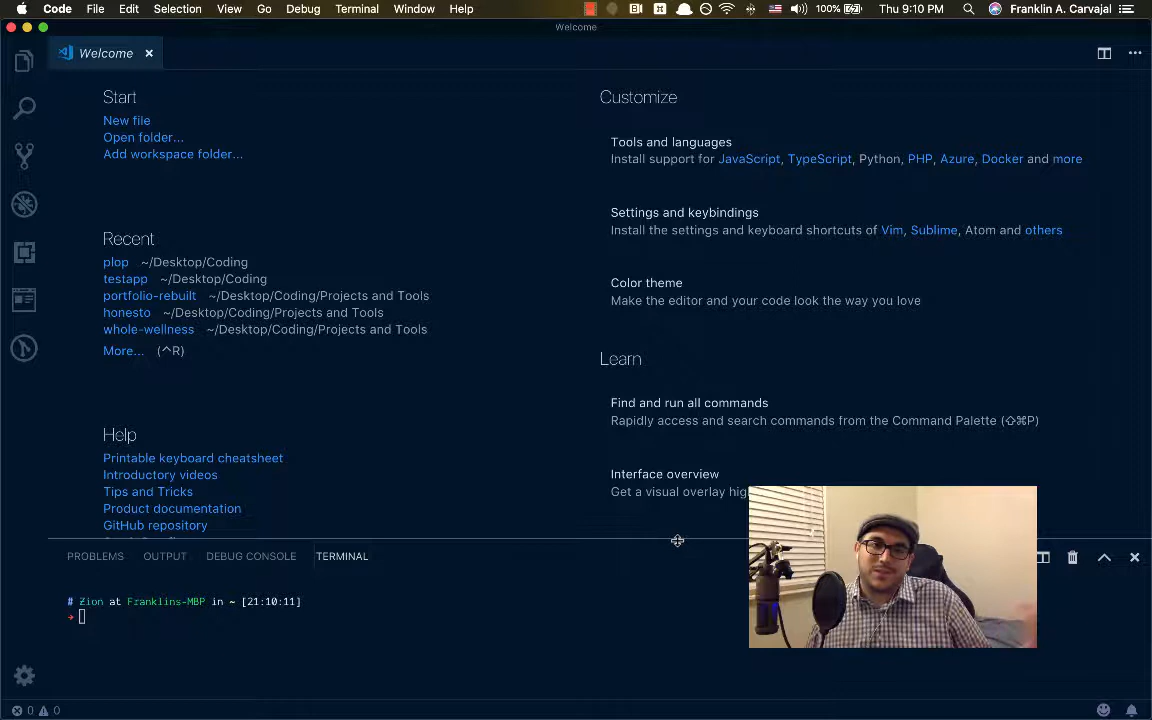 Code File Edit Selection View Go Debug Terminal Window Help 100% Thu 9:10 PM Franklin A. Carvajal
Welcome
Welcome
Start
New file
Open folder...
Add workspace folder...
Recent
plop ~/Desktop/Coding
testapp ~/Desktop/Coding
portfolio-rebuilt ~/Desktop/Coding/Projects and Tools
honesto ~/Desktop/Coding/Projects and Tools
whole-wellness ~/Desktop/Coding/Projects and Tools
More... (^R)
Help
Printable keyboard cheatsheet
Introductory videos
Tips and Tricks
Product documentation
GitHub repository
Customize
Tools and languages
Install support for JavaScript, TypeScript, Python, PHP, Azure, Docker and more
Settings and keybindings
Install the settings and keyboard shortcuts of Vim, Sublime, Atom and others
Color theme
Make the editor and your code look the way you love
Learn
Find and run all commands
Rapidly access and search commands from the Command Palette (⇧⌘P)
Interface overview
Get a visual overlay
PROBLEMS OUTPUT DEBUG CONSOLE TERMINAL
# Zion at Franklins-MBP in ~ [21:10:11]
→
0 0